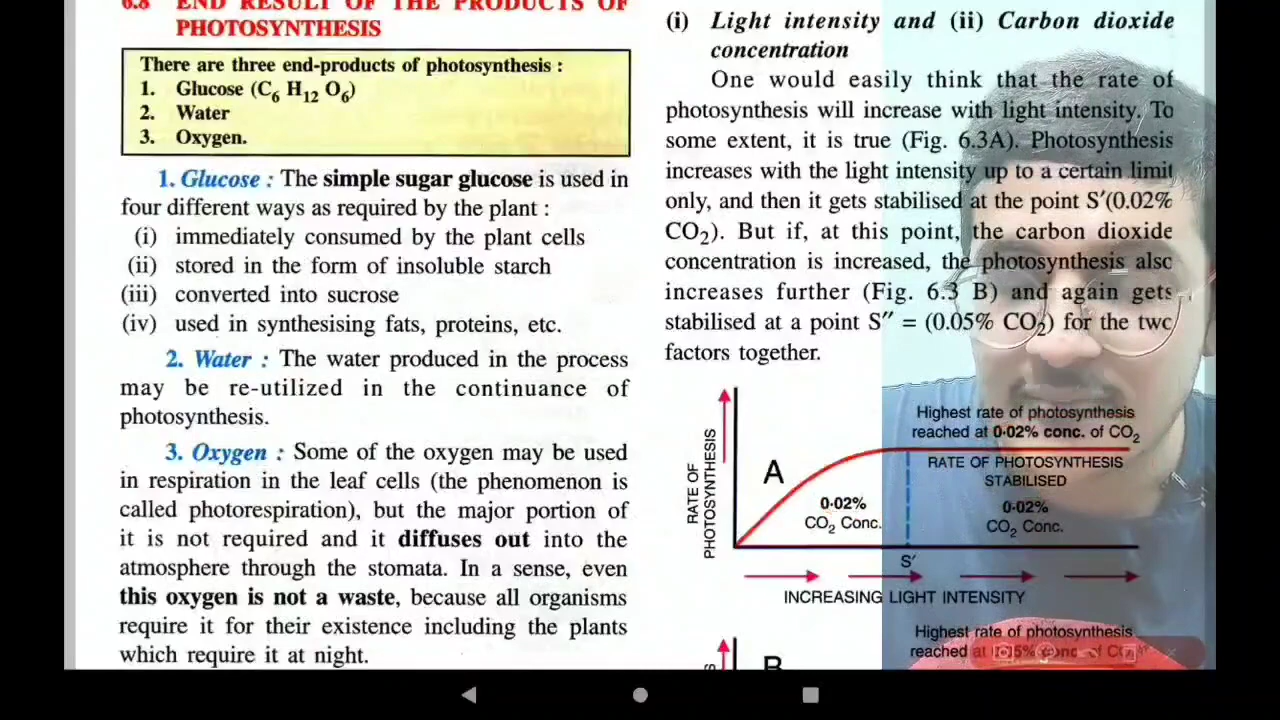 6.8 END RESULT OF THE PRODUCTS OF
PHOTOSYNTHESIS
There are three end-products of photosynthesis :
1. Glucose (C6 H12 O6)
2. Water
3. Oxygen.
1. Glucose : The simple sugar glucose is used in
four different ways as required by the plant :
(i) immediately consumed by the plant cells
(ii) stored in the form of insoluble starch
(iii) converted into sucrose
(iv) used in synthesising fats, proteins, etc.
2. Water : The water produced in the process
may be re-utilized in the continuance of
photosynthesis.
3. Oxygen : Some of the oxygen may be used
in respiration in the leaf cells (the phenomenon is
called photorespiration), but the major portion of
it is not required and it diffuses out into the
atmosphere through the stomata. In a sense, even
this oxygen is not a waste, because all organisms
require it for their existence including the plants
which require it at night.
(i) Light intensity and (ii) Carbon dioxide
concentration
One would easily think that the rate of
photosynthesis will increase with light intensity. To
some extent, it is true (Fig. 6.3A). Photosynthesis
increases with the light intensity up to a certain limit
only, and then it gets stabilised at the point S′(0.02%
CO2). But if, at this point, the carbon dioxide
concentration is increased, the photosynthesis also
increases further (Fig. 6.3 B) and again gets
stabilised at a point S″ = (0.05% CO2) for the two
factors together.
RATE OF
PHOTOSYNTHESIS
A
Highest rate of photosynthesis
reached at 0·02% conc. of CO2
RATE OF PHOTOSYNTHESIS
STABILISED
0·02%
CO2 Conc.
0·02%
CO2 Conc.
S′
INCREASING LIGHT INTENSITY
B
Highest rate of photosynthesis
reached at